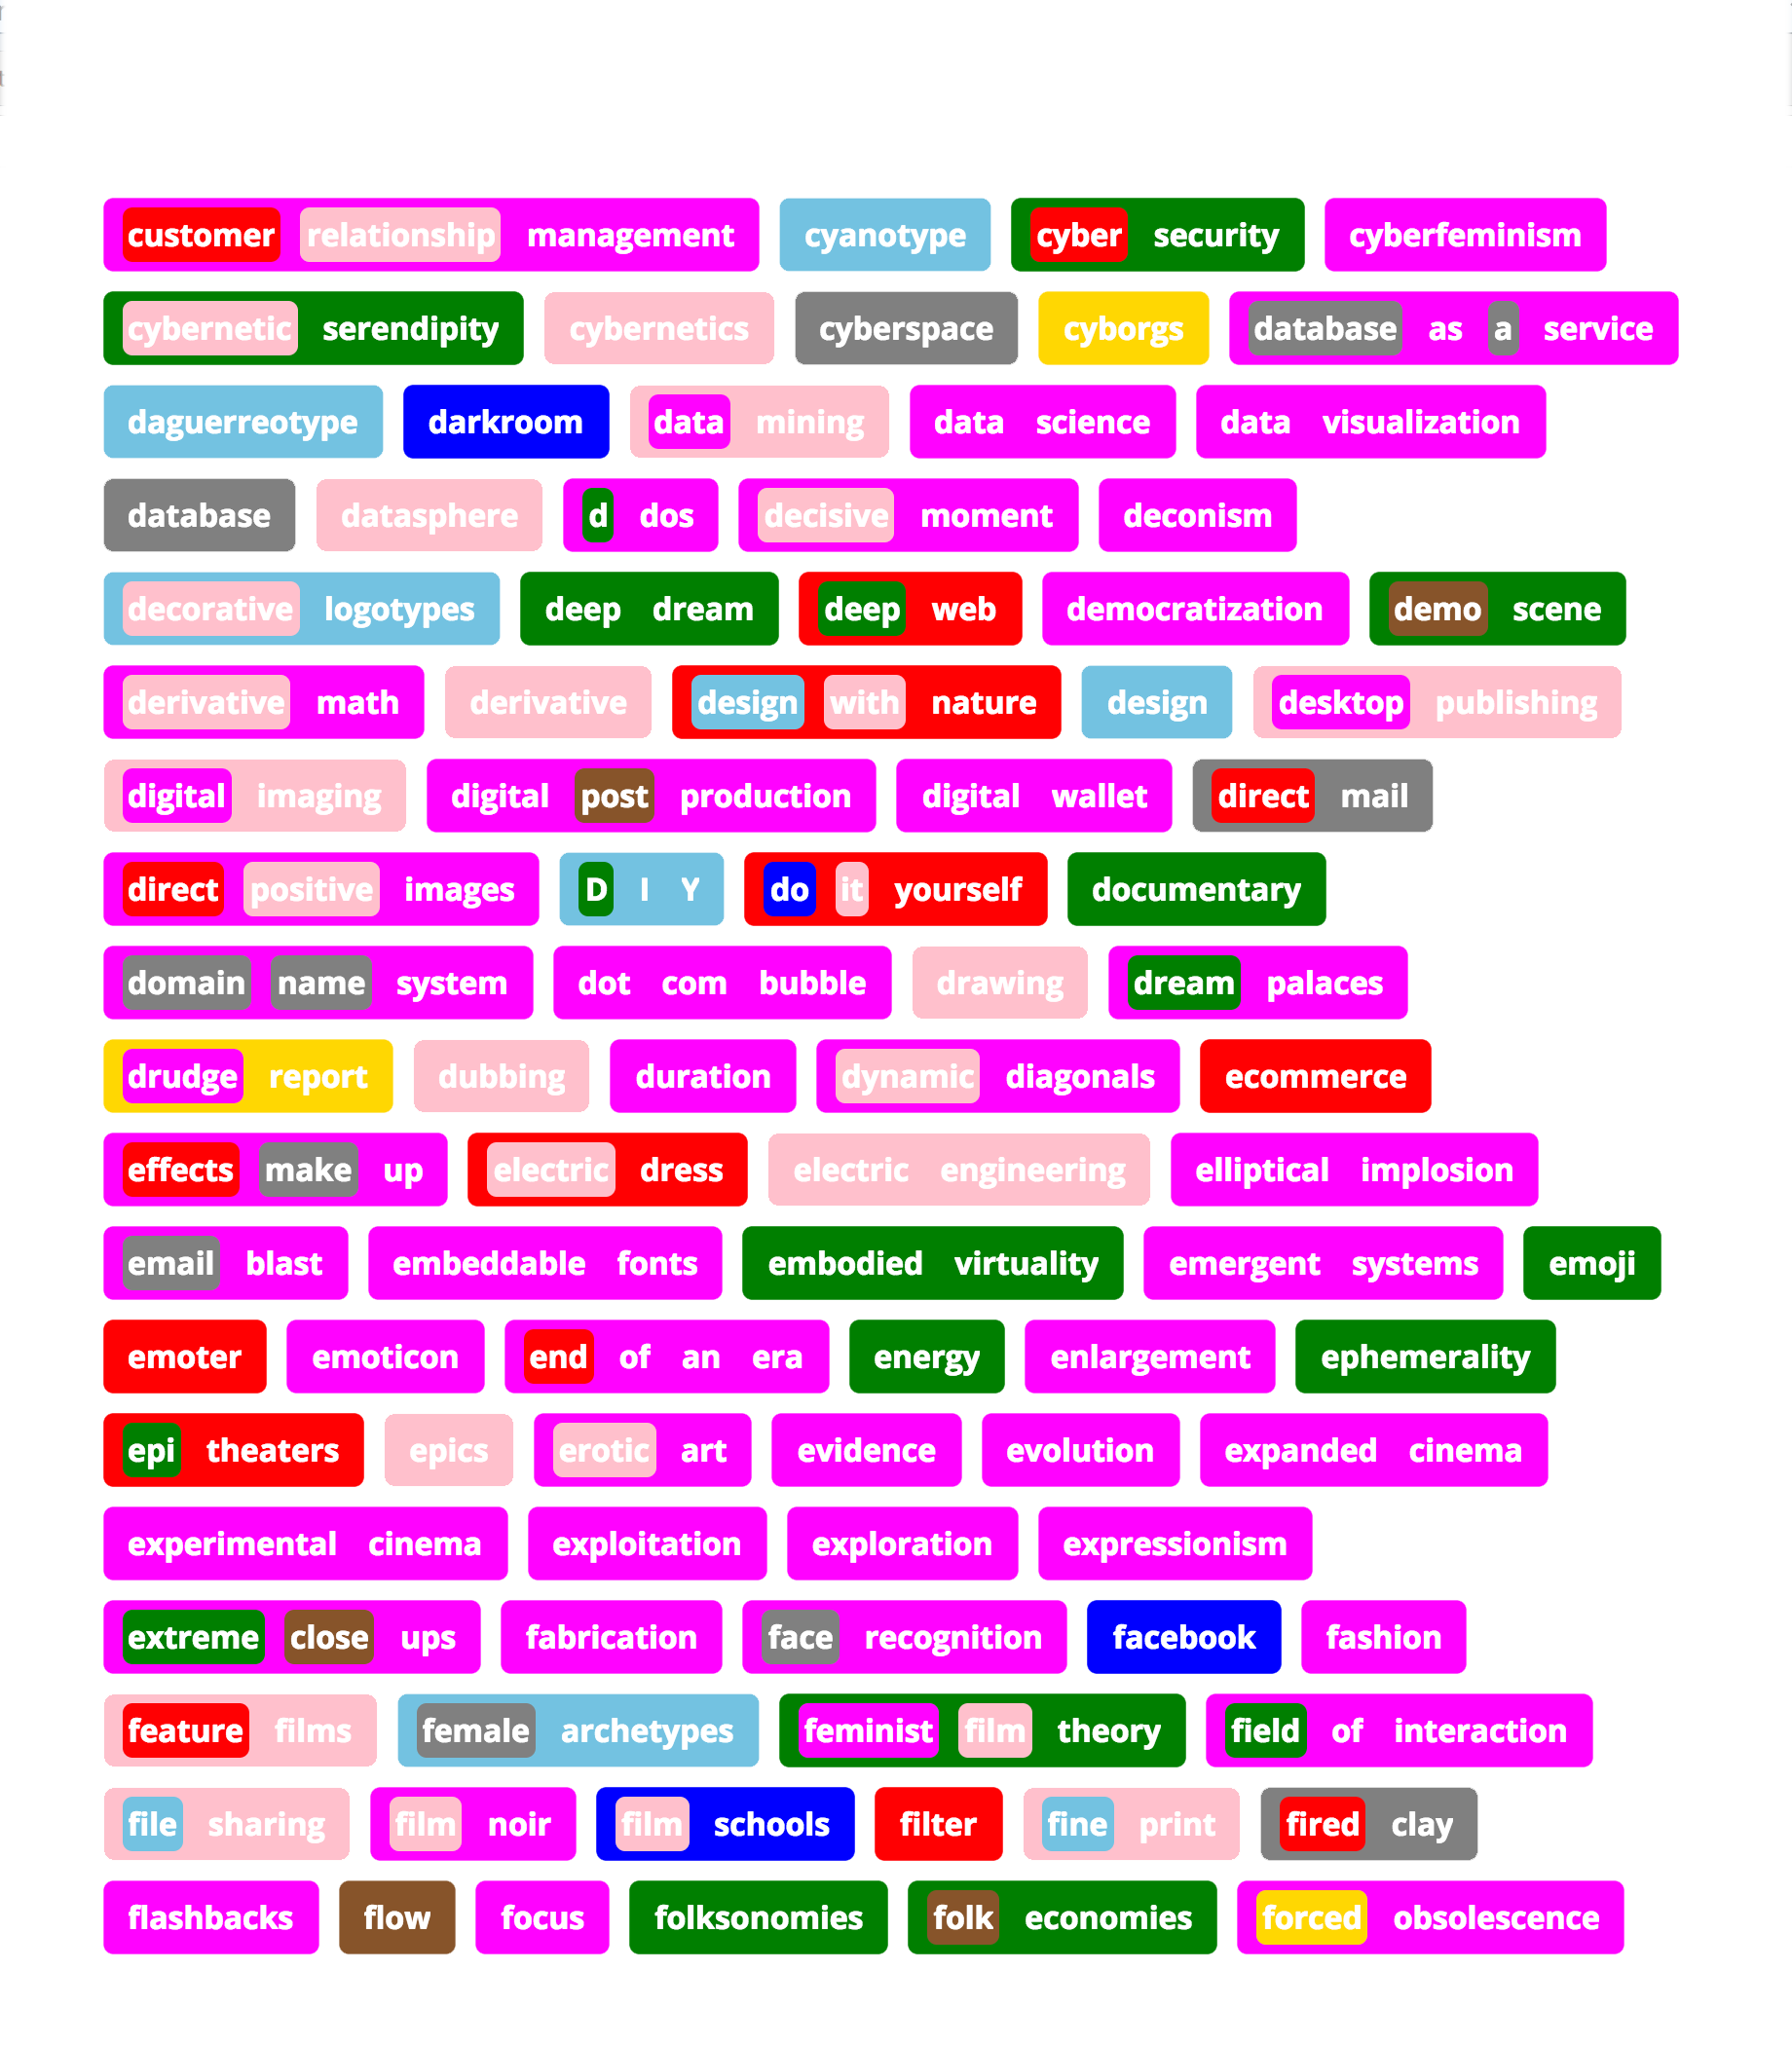 customer relationship management cyanotype cyber security cyberfeminism
cybernetic serendipity cybernetics cyberspace cyborgs database as a service
daguerreotype darkroom data mining data science data visualization
database datasphere d dos decisive moment deconism
decorative logotypes deep dream deep web democratization demo scene
derivative math derivative design with nature design desktop publishing
digital imaging digital post production digital wallet direct mail
direct positive images D I Y do it yourself documentary
domain name system dot com bubble drawing dream palaces
drudge report dubbing duration dynamic diagonals ecommerce
effects make up electric dress electric engineering elliptical implosion
email blast embeddable fonts embodied virtuality emergent systems emoji
emoter emoticon end of an era energy enlargement ephemerality
epi theaters epics erotic art evidence evolution expanded cinema
experimental cinema exploitation exploration expressionism
extreme close ups fabrication face recognition facebook fashion
feature films female archetypes feminist film theory field of interaction
file sharing film noir film schools filter fine print fired clay
flashbacks flow focus folksonomies folk economies forced obsolescence